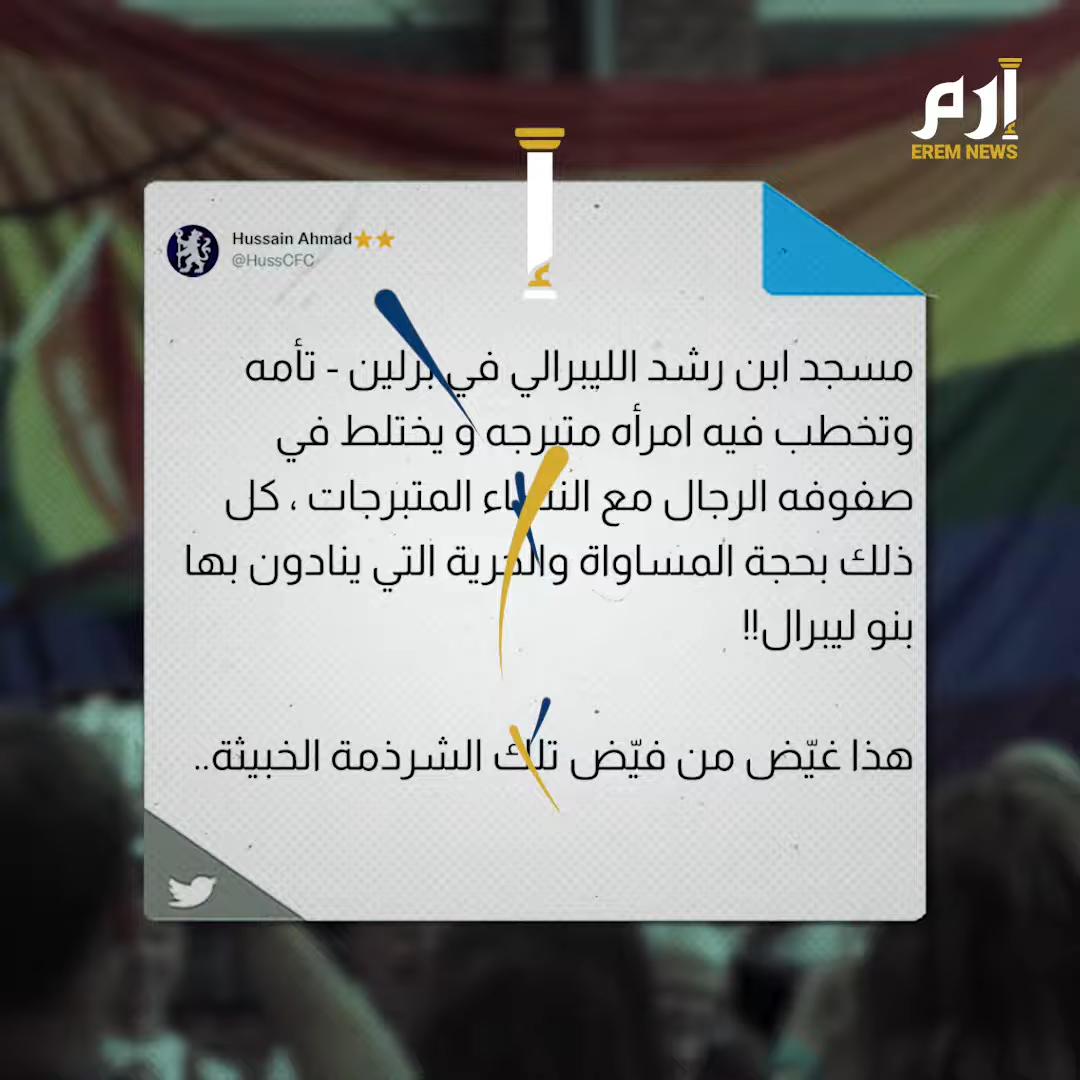 إرم
EREM NEWS
Hussain Ahmad⭐⭐
@HussCFC
مسجد ابن رشد الليبرالي في برلين - تأمه
وتخطب فيه امرأه متبرجه و يختلط في
صفوفه الرجال مع النساء المتبرجات ، كل
ذلك بحجة المساواة والحرية التي ينادون بها
بنو ليبرال!!
هذا غيّض من فيّض تلك الشرذمة الخبيثة..